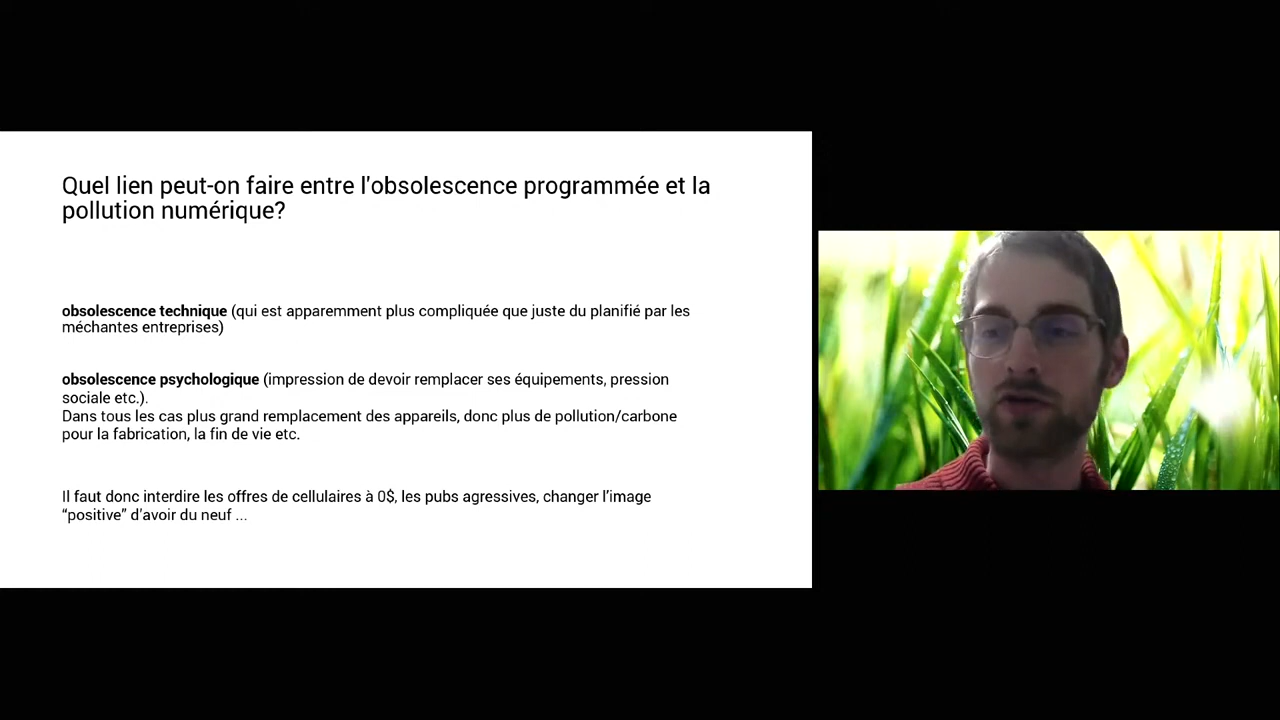 Quel lien peut-on faire entre l'obsolescence programmée et la
pollution numérique?
obsolescence technique (qui est apparemment plus compliquée que juste du planifié par les
méchantes entreprises)
obsolescence psychologique (impression de devoir remplacer ses équipements, pression
sociale etc.).
Dans tous les cas plus grand remplacement des appareils, donc plus de pollution/carbone
pour la fabrication, la fin de vie etc.
Il faut donc interdire les offres de cellulaires à 0$, les pubs agressives, changer l’image
“positive” d’avoir du neuf ...